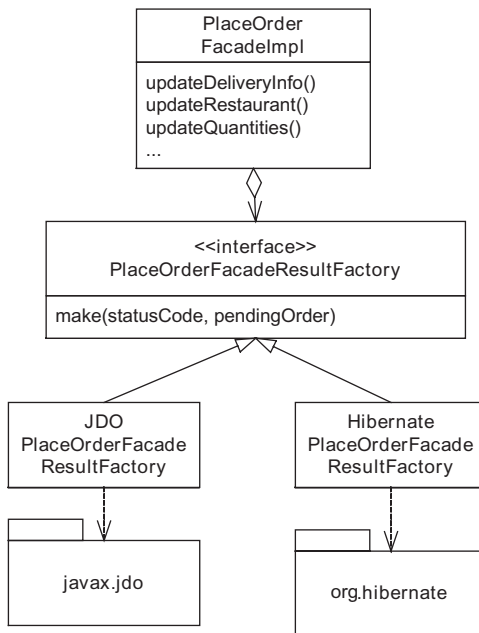 PlaceOrder
FacadeImpl
updateDeliveryInfo()
updateRestaurant()
updateQuantities()
...
<<interface>>
PlaceOrderFacadeResultFactory
make(statusCode, pendingOrder)
JDO
PlaceOrderFacade
ResultFactory
Hibernate
PlaceOrderFacade
ResultFactory
javax.jdo
org.hibernate